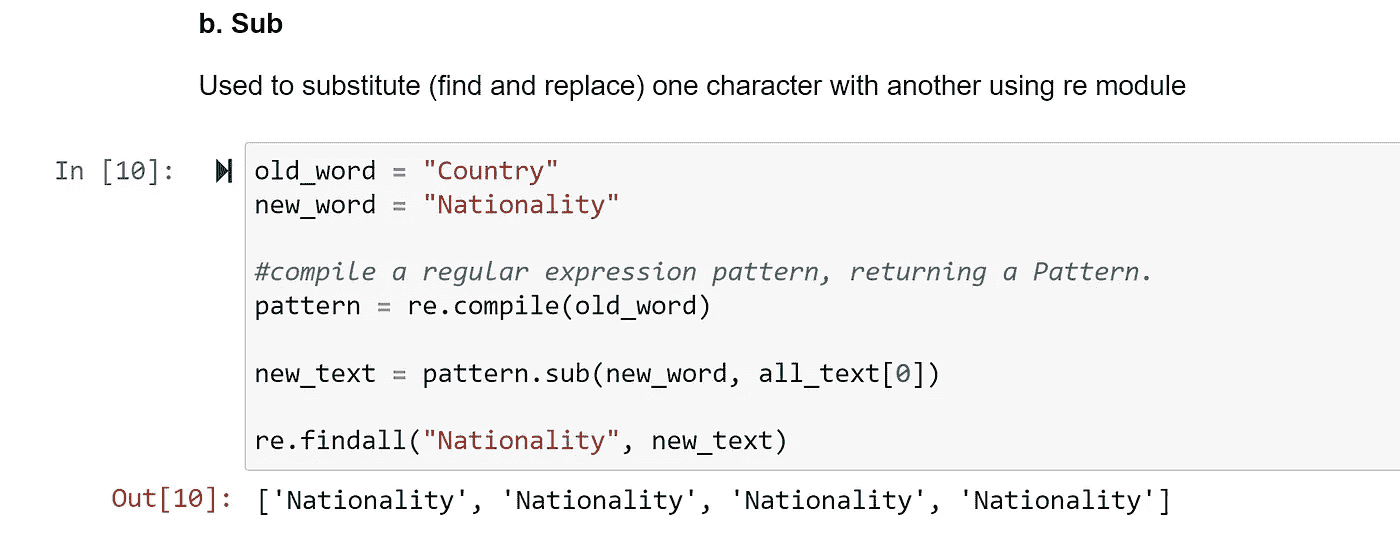 b. Sub
Used to substitute (find and replace) one character with another using re module
In [10]: old_word = "Country"
new_word = "Nationality"
#compile a regular expression pattern, returning a Pattern.
pattern = re.compile(old_word)
new_text = pattern.sub(new_word, all_text[0])
re.findall("Nationality", new_text)
Out[10]: ['Nationality', 'Nationality', 'Nationality', 'Nationality']